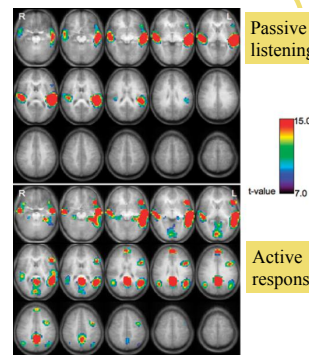 R
L
Passive
listening
15.0
t-value
7.0
R
L
Active
respons